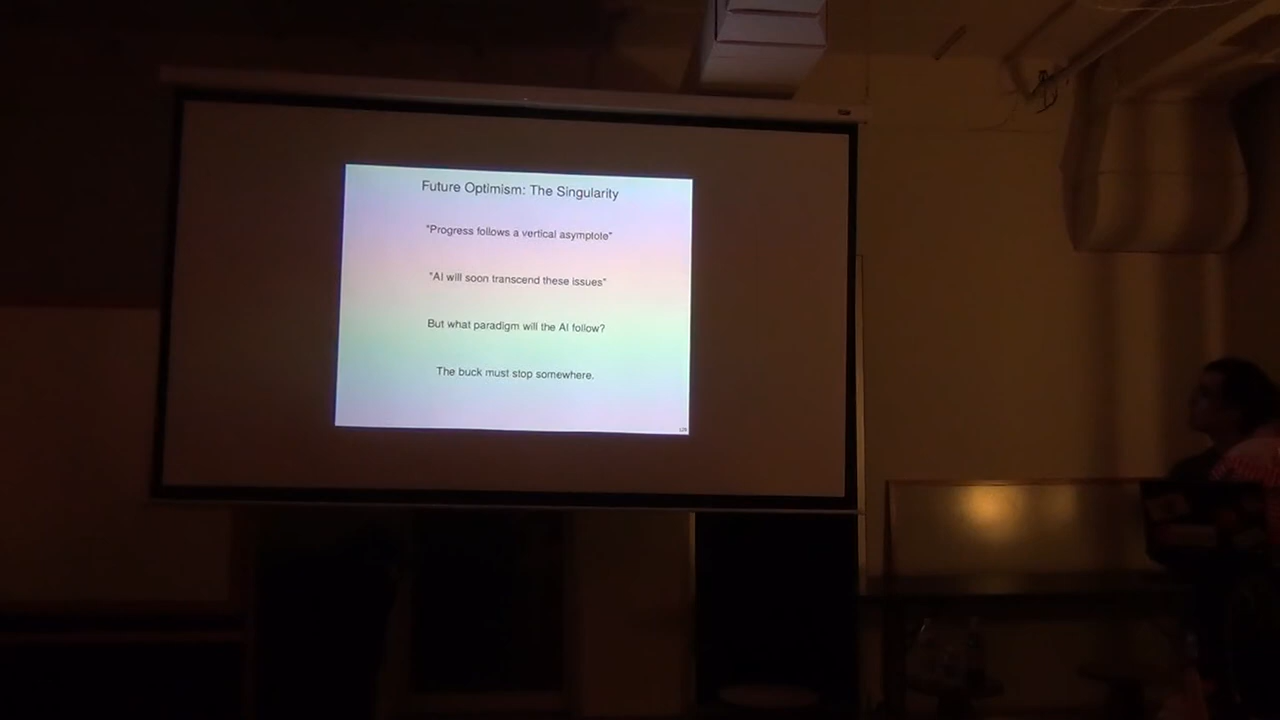 Future Optimism: The Singularity
"Progress follows a vertical asymptote"
"AI will soon transcend these issues"
But what paradigm will the AI follow?
The buck must stop somewhere.